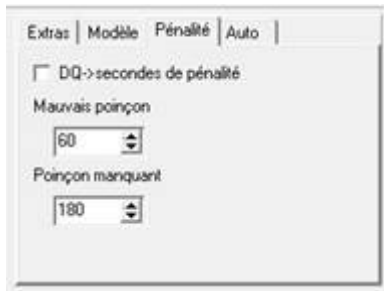 Extras Modèle Pénalité Auto
DQ->secondes de pénalité
Mauvais poinçon
60
Poinçon manquant
180